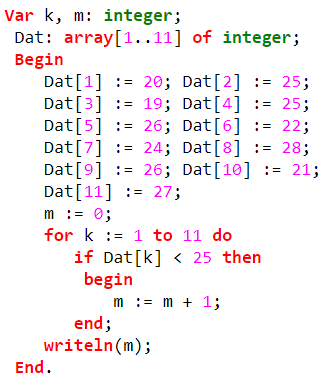 Var k, m: integer;
Dat: array[1..11] of integer;
Begin
Dat[1] := 20; Dat[2] := 25;
Dat[3] := 19; Dat[4] := 25;
Dat[5] := 26; Dat[6] := 22;
Dat[7] := 24; Dat[8] := 28;
Dat[9] := 26; Dat[10] := 21;
Dat[11] := 27;
m := 0;
for k := 1 to 11 do
if Dat[k] < 25 then
begin
m := m + 1;
end;
writeln(m);
End.